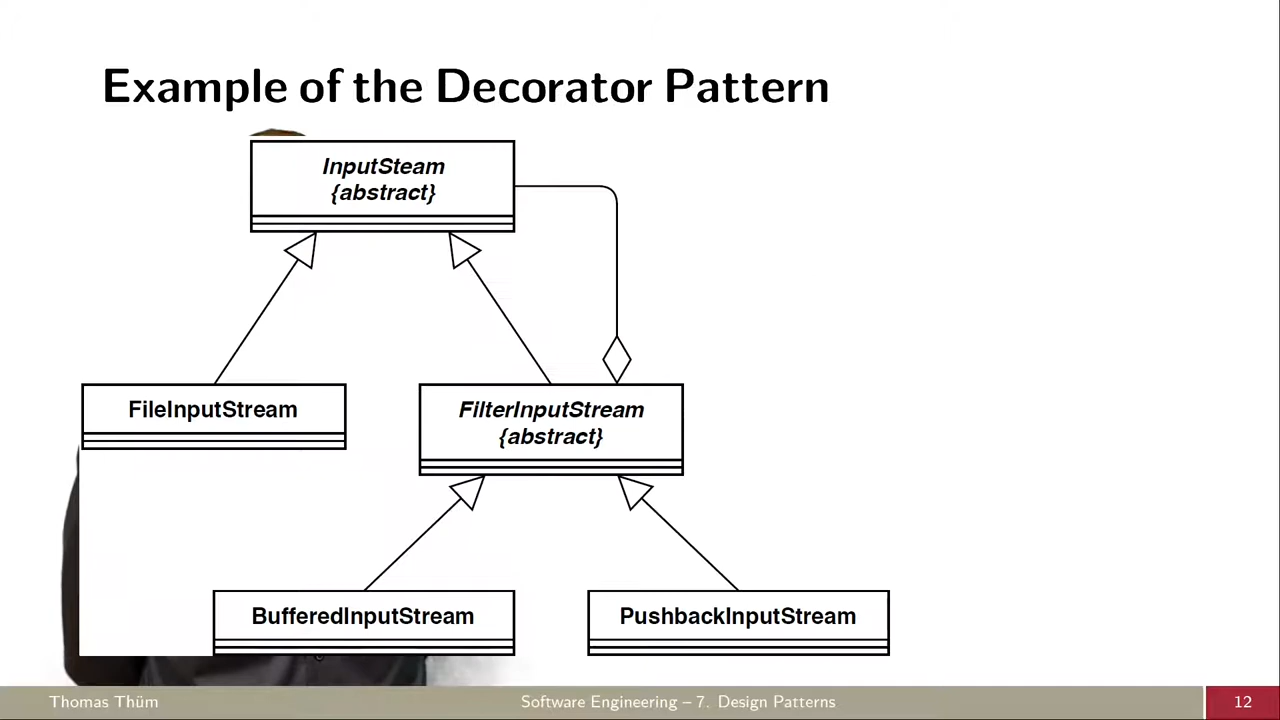 Example of the Decorator Pattern
InputSteam
{abstract}
FileInputStream
FilterInputStream
{abstract}
BufferedInputStream
PushbackInputStream
Thomas Thüm
Software Engineering – 7. Design Patterns
12